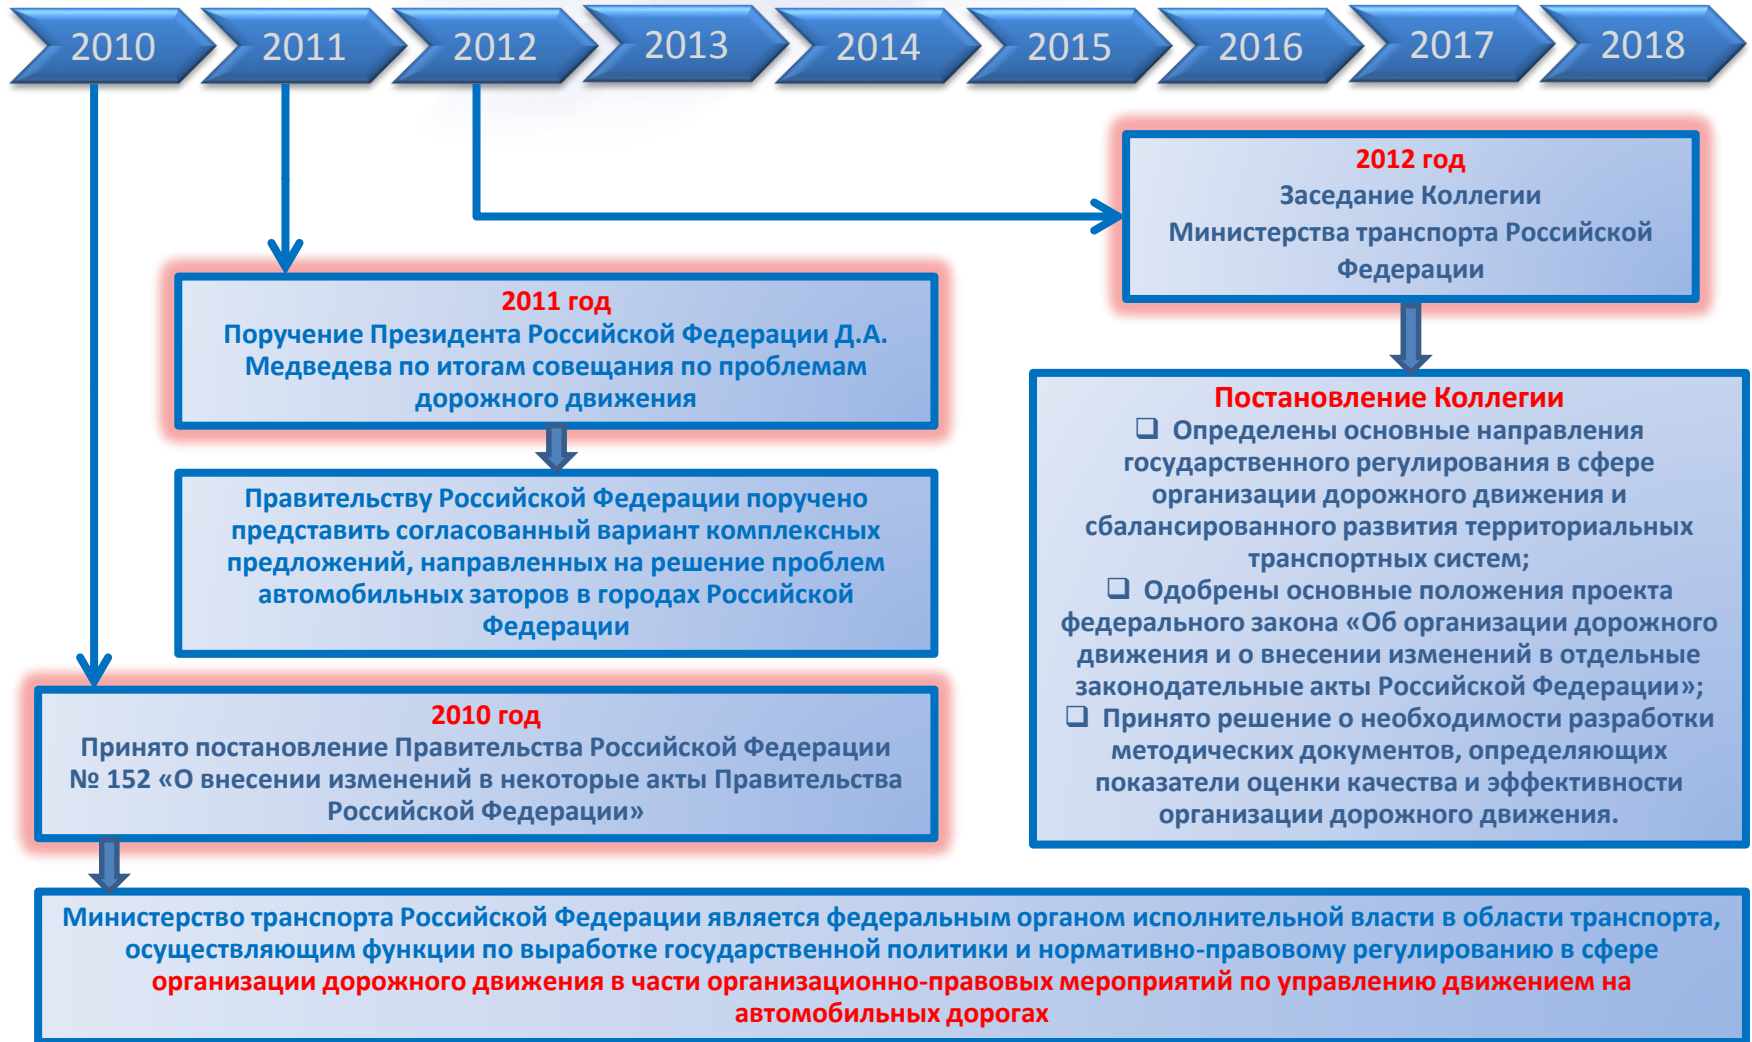 2010
2011
2012
2013
2014
2015
2016
2017
2018
2012 год
Заседание Коллегии
Министерства транспорта Российской
Федерации
2011 год
Поручение Президента Российской Федерации Д.А.
Медведева по итогам совещания по проблемам
дорожного движения
Правительству Российской Федерации поручено
представить согласованный вариант комплексных
предложений, направленных на решение проблем
автомобильных заторов в городах Российской
Федерации
Постановление Коллегии
❑ Определены основные направления
государственного регулирования в сфере
организации дорожного движения и
сбалансированного развития территориальных
транспортных систем;
❑ Одобрены основные положения проекта
федерального закона «Об организации дорожного
движения и о внесении изменений в отдельные
законодательные акты Российской Федерации»;
❑ Принято решение о необходимости разработки
методических документов, определяющих
показатели оценки качества и эффективности
организации дорожного движения.
2010 год
Принято постановление Правительства Российской Федерации
№ 152 «О внесении изменений в некоторые акты Правительства
Российской Федерации»
Министерство транспорта Российской Федерации является федеральным органом исполнительной власти в области транспорта,
осуществляющим функции по выработке государственной политики и нормативно-правовому регулированию в сфере
организации дорожного движения в части организационно-правовых мероприятий по управлению движением на
автомобильных дорогах